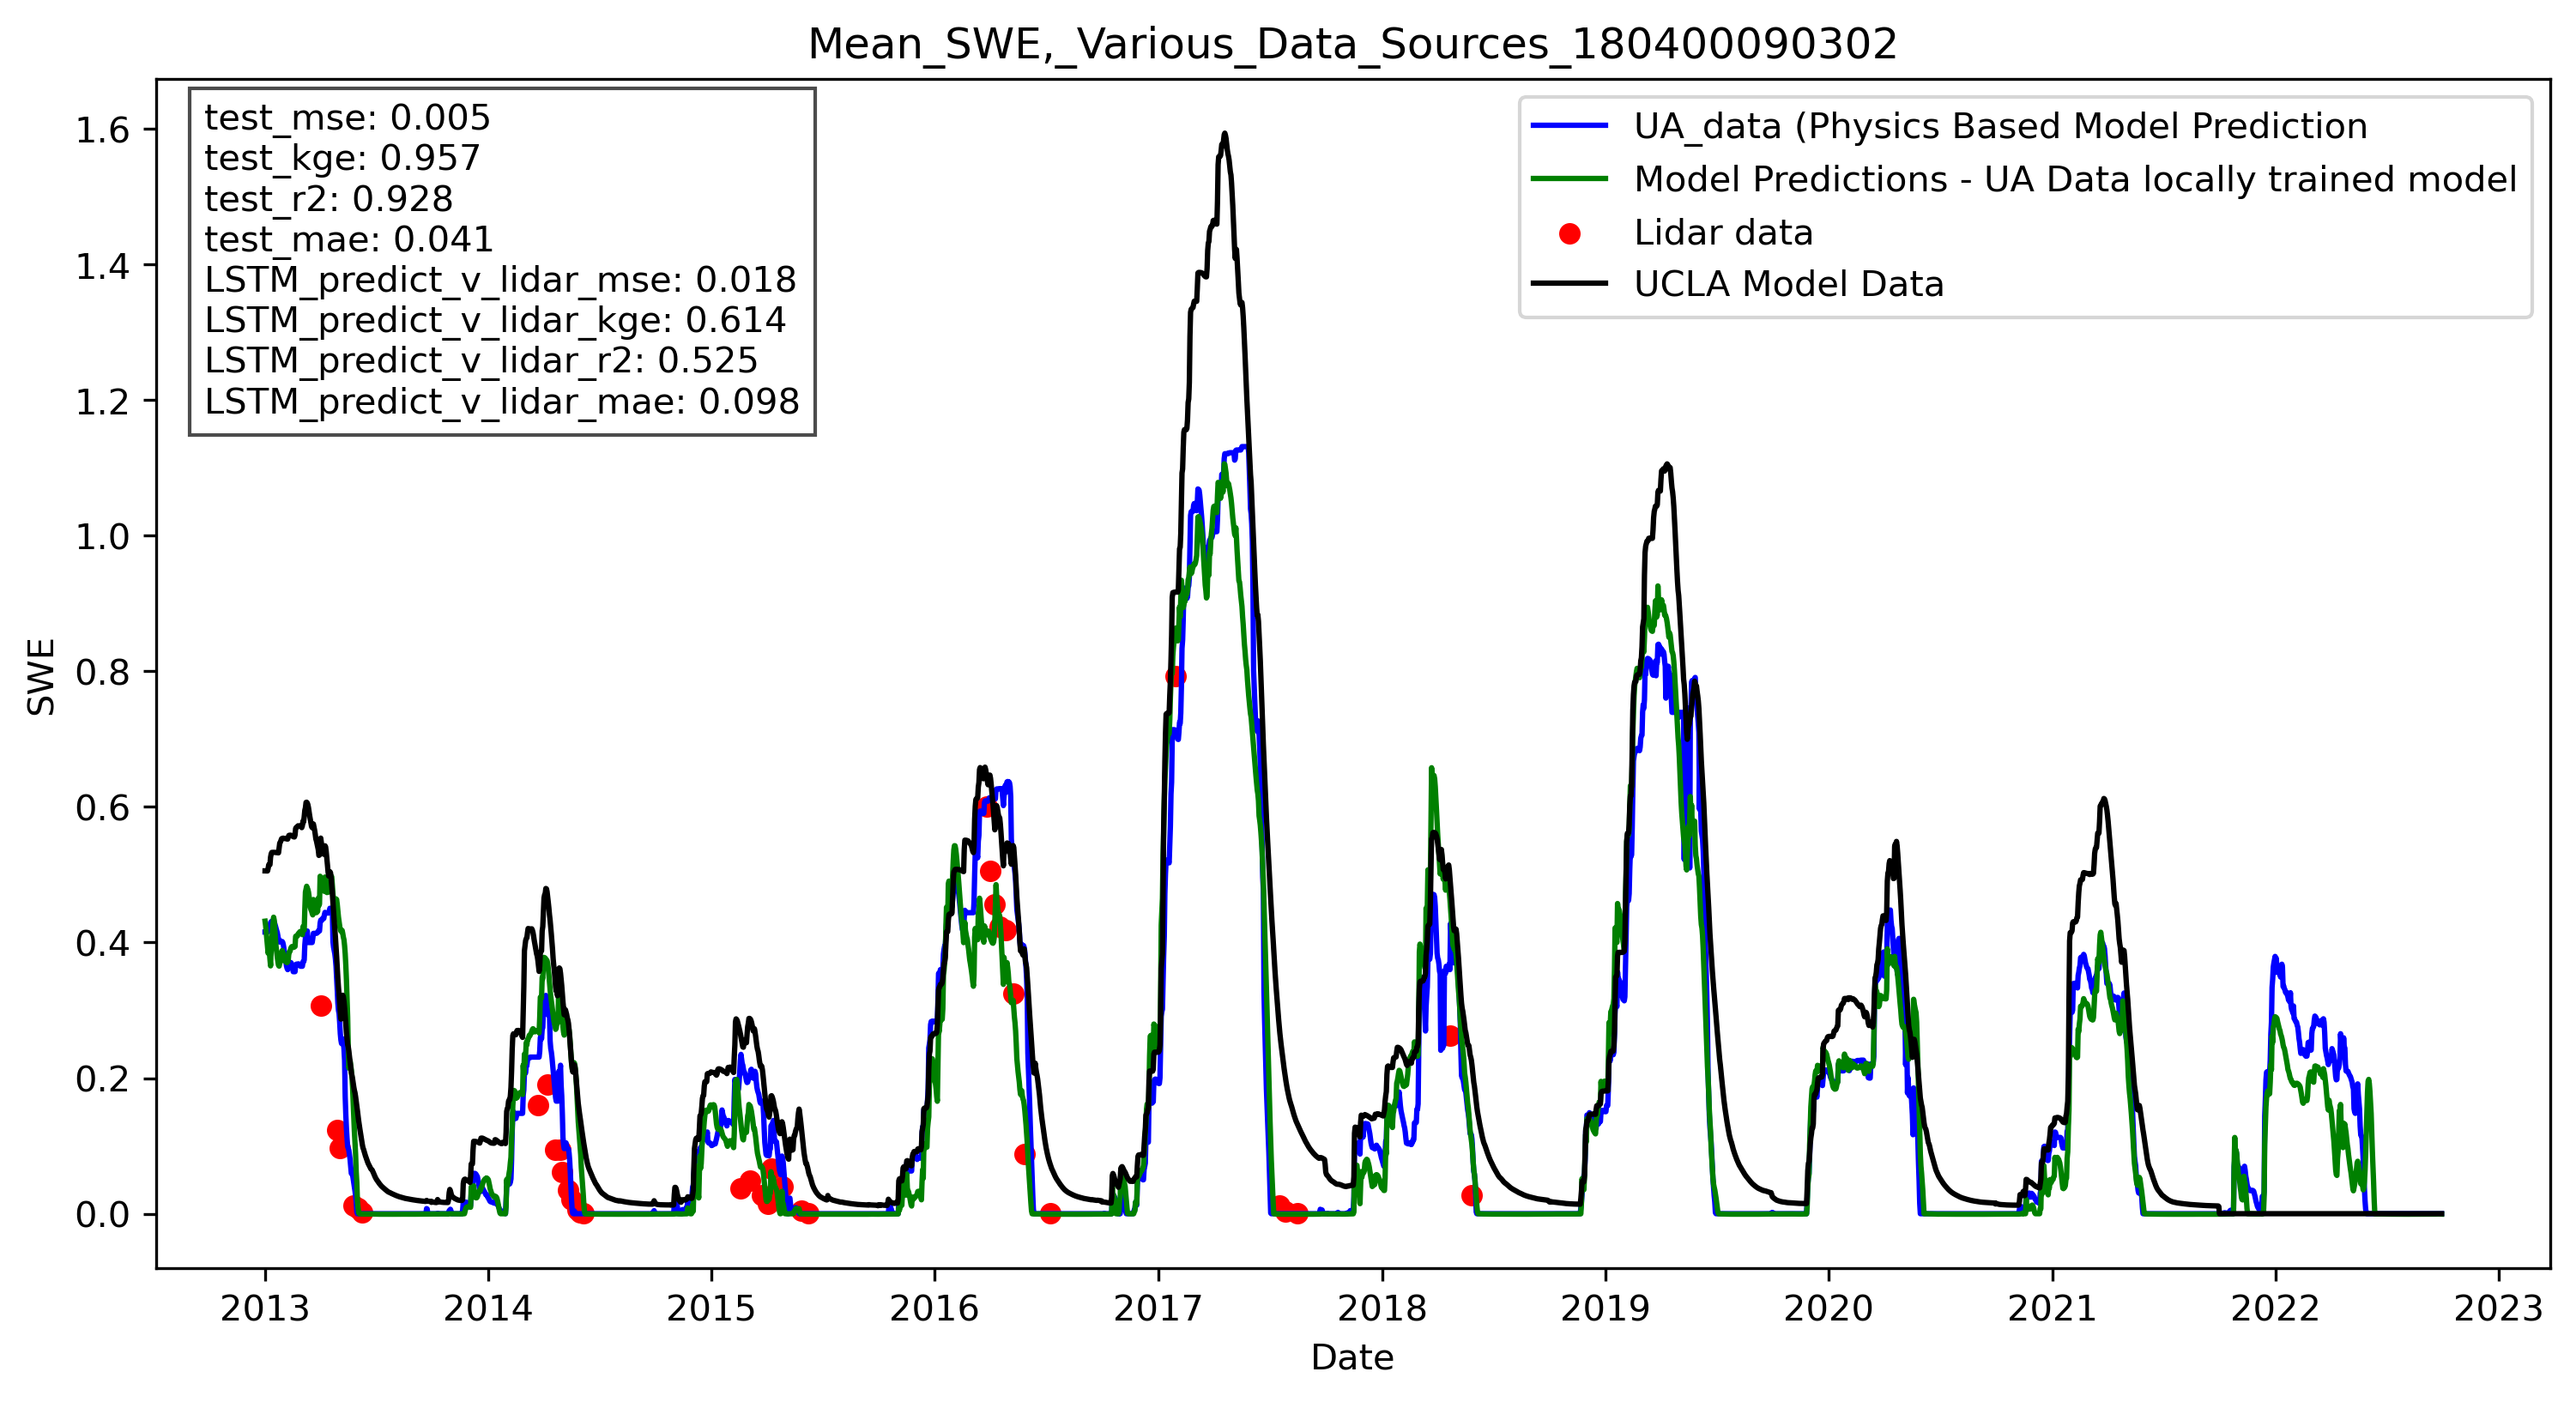 Mean_SWE,_Various_Data_Sources_180400090302
test_mse: 0.005
test_kge: 0.957
test_r2: 0.928
test_mae: 0.041
LSTM_predict_v_lidar_mse: 0.018
LSTM_predict_v_lidar_kge: 0.614
LSTM_predict_v_lidar_r2: 0.525
LSTM_predict_v_lidar_mae: 0.098
UA_data (Physics Based Model Prediction
Model Predictions - UA Data locally trained model
Lidar data
UCLA Model Data
SWE
1.6
1.4
1.2
1.0
0.8
0.6
0.4
0.2
0.0
2013 2014 2015 2016 2017 2018 2019 2020 2021 2022 2023
Date